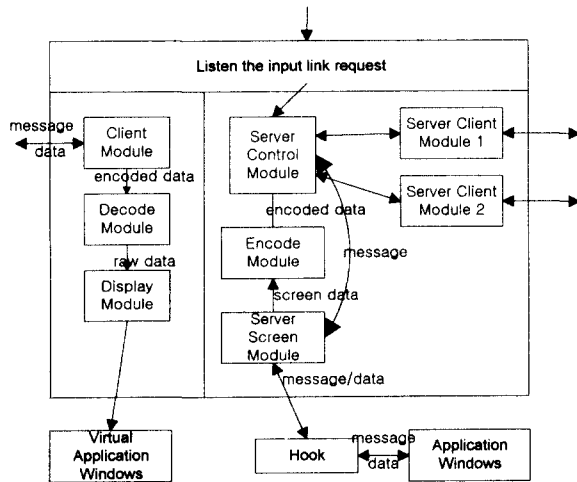 Listen the input link request
message
data
Client
Module
encoded data
Decode
Module
raw data
Display
Module
Virtual
Application
Windows
Server
Control
Module
encoded data
Encode
Module
screen data
Server
Screen
Module
message
message/data
Server Client
Module 1
Server Client
Module 2
Hook
message
data
Application
Windows